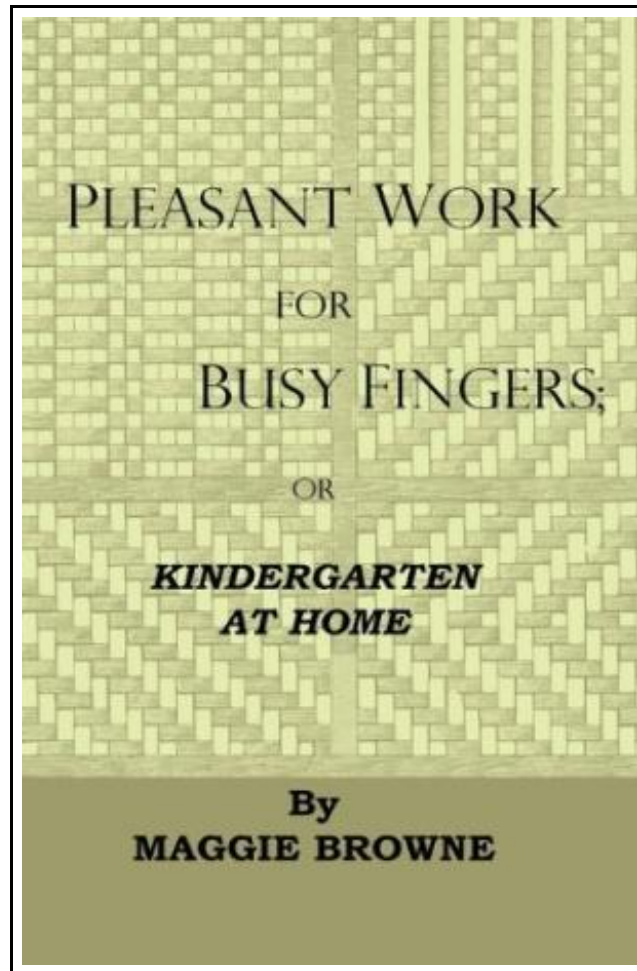 PLEASANT WORK
FOR
BUSY FINGERS;
OR
KINDERGARTEN
AT HOME
By
MAGGIE BROWNE